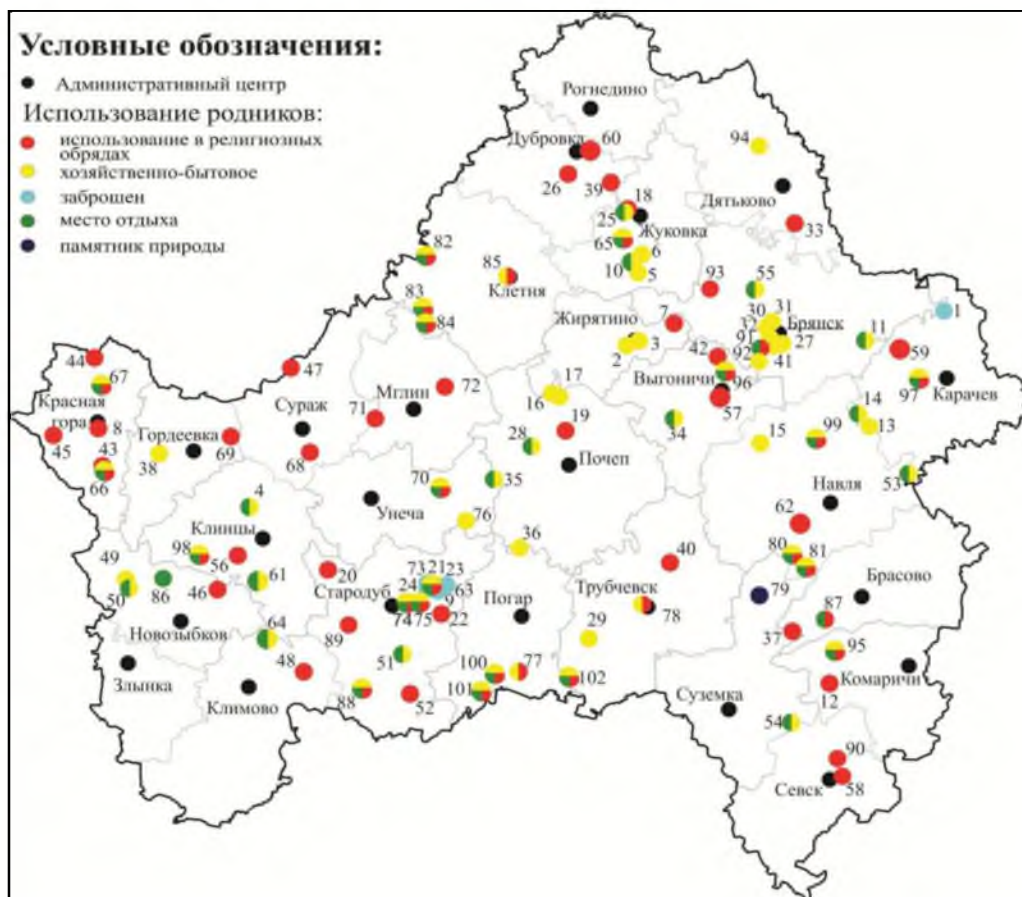 Условные обозначения:
Административный центр
Использование родников:
использование в религиозных
обрядах
хозяйственно-бытовое
заброшен
место отдыха
памятник природы
Рогнедино
94
Дубровка 60
26 39 18
Дятьково
25 Жуковка 33
82 65 6
85 10 5 93 55
Клетня
83 30 31 1
84 Жирятино 7 32 Брянск 11
2 3 91 27 59
44 47 42 92 41
67 72 17 Выгоничи 96 97 Карачев
Красная Мглин 16 57 14
гора Сураж 71 19 34 15 99 13
8 Гордеевка 28
45 43 69 68 Почеп
38 35 53
66 70 Навля
4 Унеча 76 62
Клинцы 36 80 81
98 40
49 56 20 73 21 23 Трубчевск Брасово
50 86 46 61 Стародуб 24 63 Погар 79
74 75 9 78 87
Новозыбков 22 29
64 89 37
51 95
48 100 77
Злынка 102 Комаричи
Климово 88 52 101 Суземка 12
54
90
Севск 58